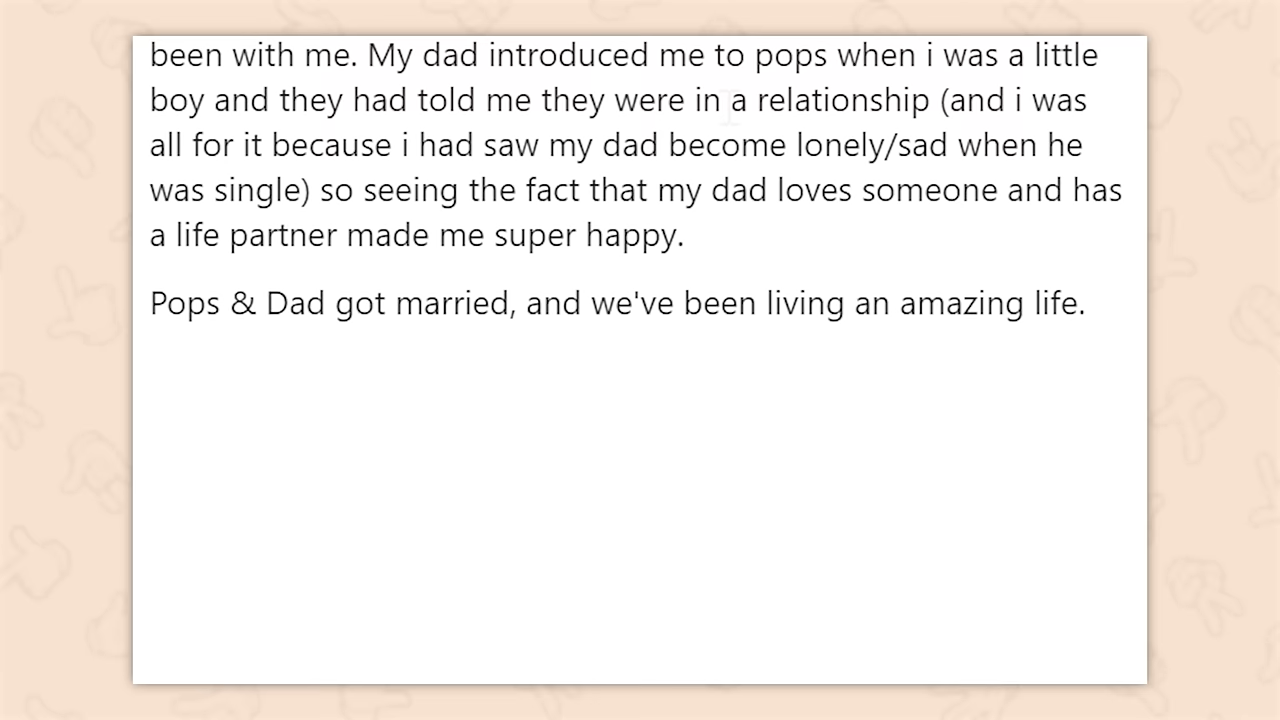 been with me. My dad introduced me to pops when i was a little
boy and they had told me they were in a relationship (and i was
all for it because i had saw my dad become lonely/sad when he
was single) so seeing the fact that my dad loves someone and has
a life partner made me super happy.
Pops & Dad got married, and we've been living an amazing life.